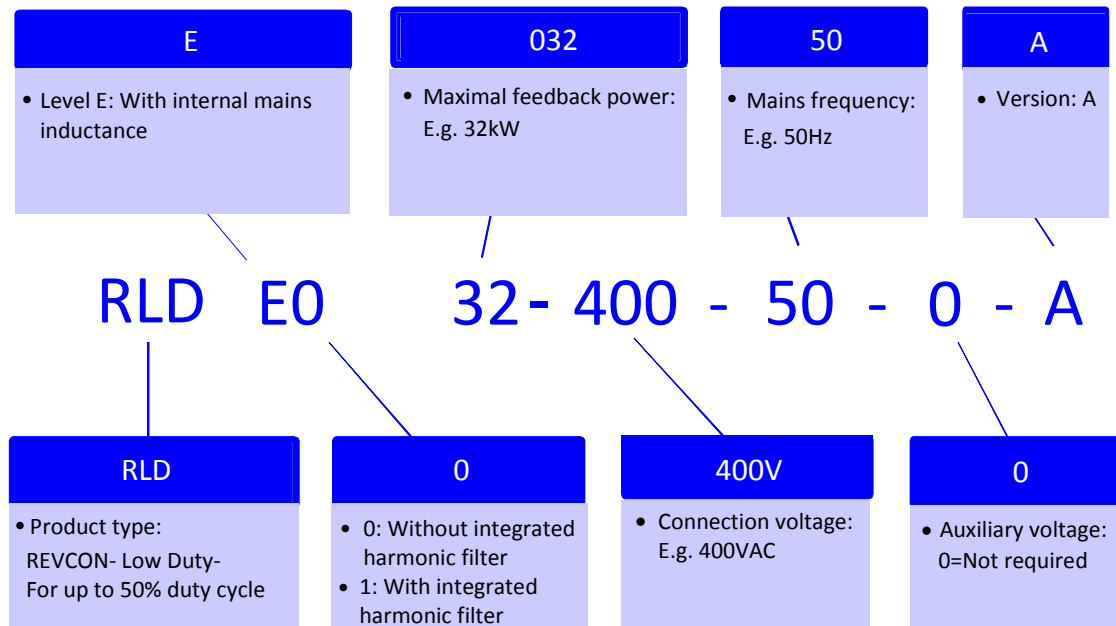 E
• Level E: With internal mains
inductance
032
• Maximal feedback power:
E.g. 32kW
50
• Mains frequency:
E.g. 50Hz
A
• Version: A
RLD E0 32- 400 - 50 - 0 - A
RLD
• Product type:
REVCON- Low Duty-
For up to 50% duty cycle
0
• 0: Without integrated
harmonic filter
• 1: With integrated
harmonic filter
400V
• Connection voltage:
E.g. 400VAC
0
• Auxiliary voltage:
0=Not required